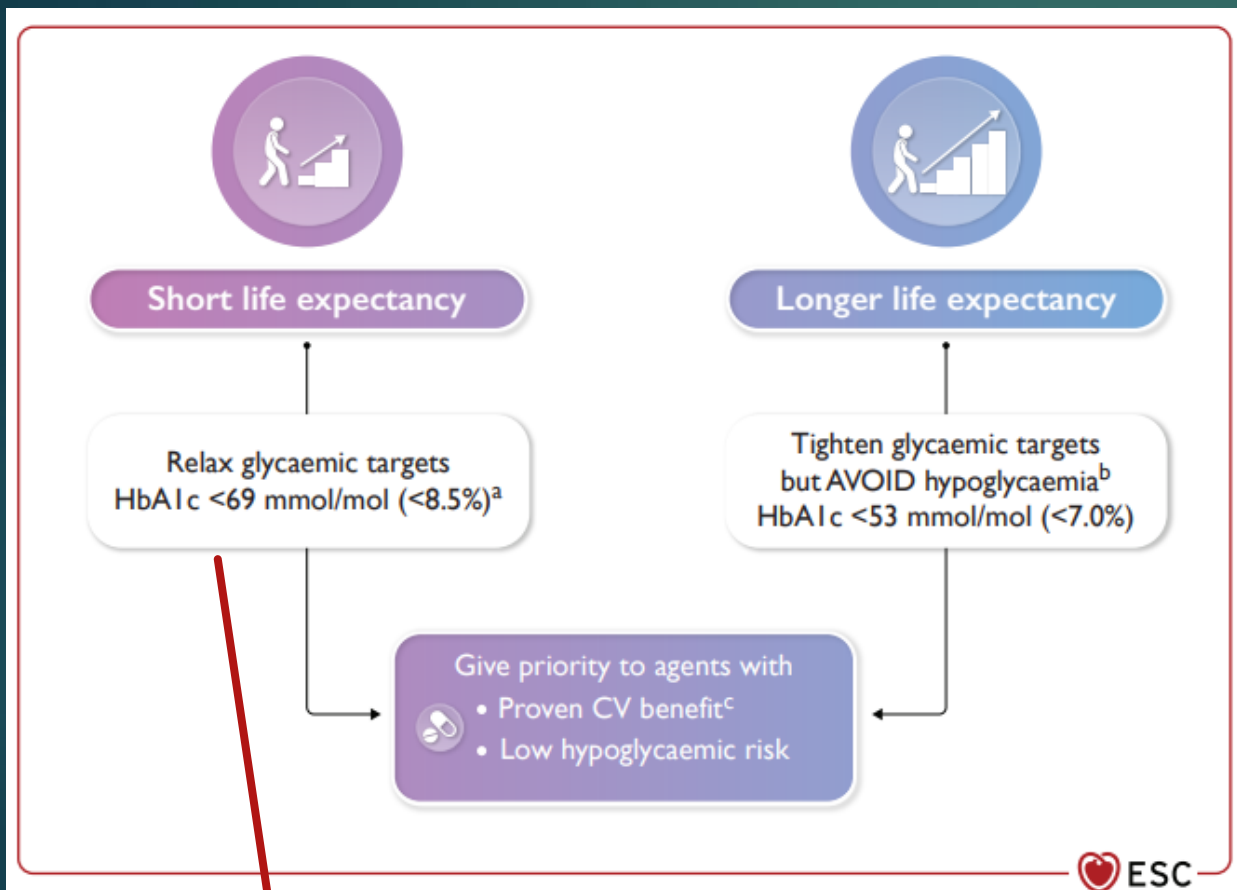 Short life expectancy
Longer life expectancy
Relax glycaemic targets
HbA1c <69 mmol/mol (<8.5%)a
Tighten glycaemic targets
but AVOID hypoglycaemiab
HbA1c <53 mmol/mol (<7.0%)
Give priority to agents with
• Proven CV benefitc
• Low hypoglycaemic risk
ESC